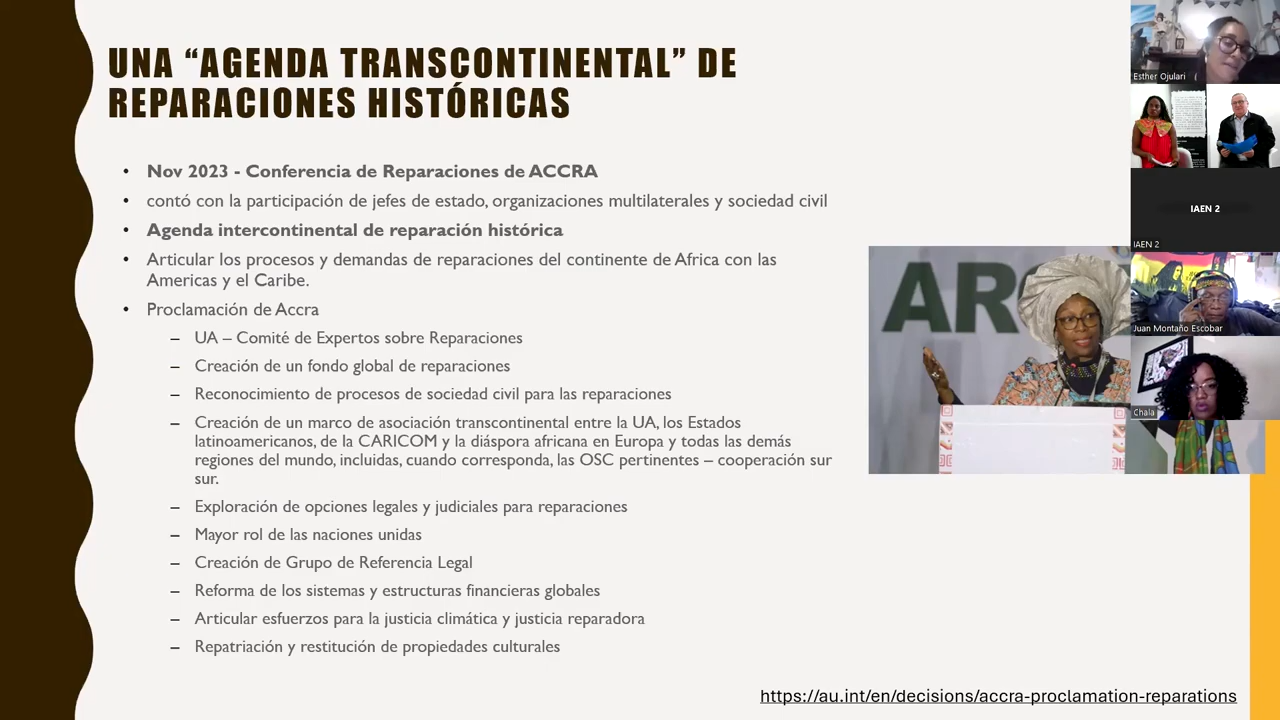 UNA “AGENDA TRANSCONTINENTAL” DE
REPARACIONES HISTÓRICAS
• Nov 2023 - Conferencia de Reparaciones de ACCRA
• contó con la participación de jefes de estado, organizaciones multilaterales y sociedad civil
• Agenda intercontinental de reparación histórica
• Articular los procesos y demandas de reparaciones del continente de Africa con las
Americas y el Caribe.
• Proclamación de Accra
– UA – Comité de Expertos sobre Reparaciones
– Creación de un fondo global de reparaciones
– Reconocimiento de procesos de sociedad civil para las reparaciones
– Creación de un marco de asociación transcontinental entre la UA, los Estados
latinoamericanos, de la CARICOM y la diáspora africana en Europa y todas las demás
regiones del mundo, incluidas, cuando corresponda, las OSC pertinentes – cooperación sur
sur.
– Exploración de opciones legales y judiciales para reparaciones
– Mayor rol de las naciones unidas
– Creación de Grupo de Referencia Legal
– Reforma de los sistemas y estructuras financieras globales
– Articular esfuerzos para la justicia climática y justicia reparadora
– Repatriación y restitución de propiedades culturales
https://au.int/en/decisions/accra-proclamation-reparations
ARC
Esther Ojulari
IAEN 2
IAEN 2
Juan Montaño Escobar
Chala